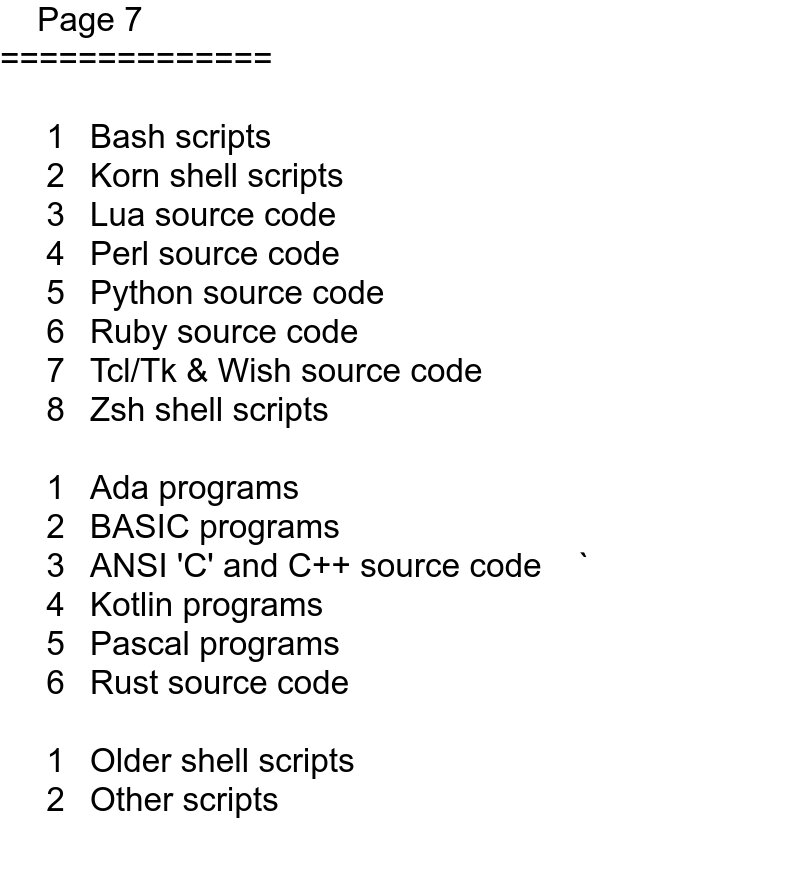 Page 7
==============
1 Bash scripts
2 Korn shell scripts
3 Lua source code
4 Perl source code
5 Python source code
6 Ruby source code
7 Tcl/Tk & Wish source code
8 Zsh shell scripts
1 Ada programs
2 BASIC programs
3 ANSI 'C' and C++ source code `
4 Kotlin programs
5 Pascal programs
6 Rust source code
1 Older shell scripts
2 Other scripts